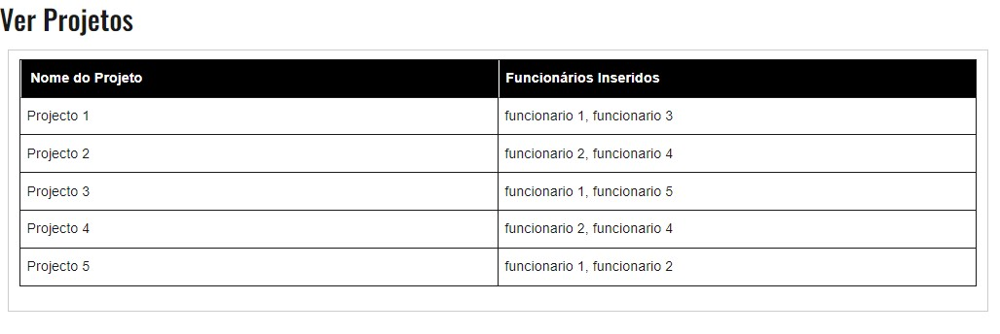 Ver Projetos
Nome do Projeto Funcionários Inseridos
Projecto 1 funcionario 1, funcionario 3
Projecto 2 funcionario 2, funcionario 4
Projecto 3 funcionario 1, funcionario 5
Projecto 4 funcionario 2, funcionario 4
Projecto 5 funcionario 1, funcionario 2